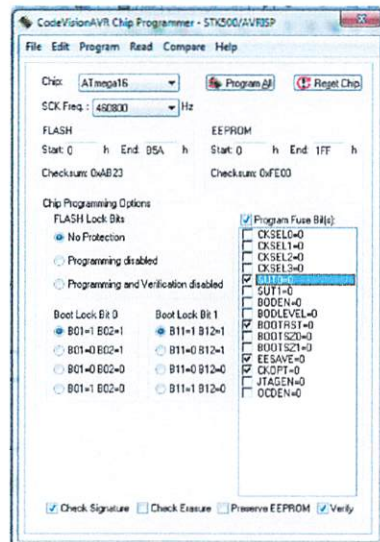 CodeVisionAVR Chip Programmer - STK500/AVRISP
File Edit Program Read Compare Help
Chip: ATmega16 Program All Reset Chip
SCK Freq.: 460800 Hz
FLASH EEPROM
Start: 0 h End: B5A h Start: 0 h End: 1FF h
Checksum: 0xAB23 Checksum: 0xFE00
Chip Programming Options
FLASH Lock Bits Program Fuse Bit(s):
No Protection
Programming disabled
Programming and Verification disabled
CKSEL0=0
CKSEL1=0
CKSEL2=0
CKSEL3=0
SUT0=0
SUT1=0
BODEN=0
BODLEVEL=0
BOOTRST=0
BOOTSZ0=0
BOOTSZ1=0
EESAVE=0
CKOPT=0
JTAGEN=0
OCDEN=0
Boot Lock Bit 0 Boot Lock Bit 1
B01=1 B02=1 B11=1 B12=1
B01=0 B02=1 B11=0 B12=1
B01=0 B02=0 B11=0 B12=0
B01=1 B02=0 B11=1 B12=0
Check Signature Check Erasure Preserve EEPROM Verify